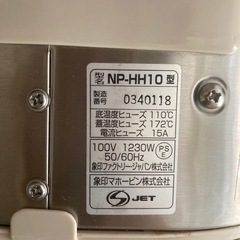 型名 NP-HH10 型
製造番号 0340118
底温度ヒューズ 110℃
蓋温度ヒューズ 172℃
電流ヒューズ 15A
100V 1230W
50/60Hz
PSE
象印ファクトリージャパン株式会社
象印マホービン株式会社
S JET